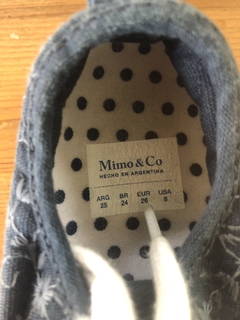 Mimo & Co
HECHO EN ARGENTINA
ARG BR EUR USA
25 24 26 8